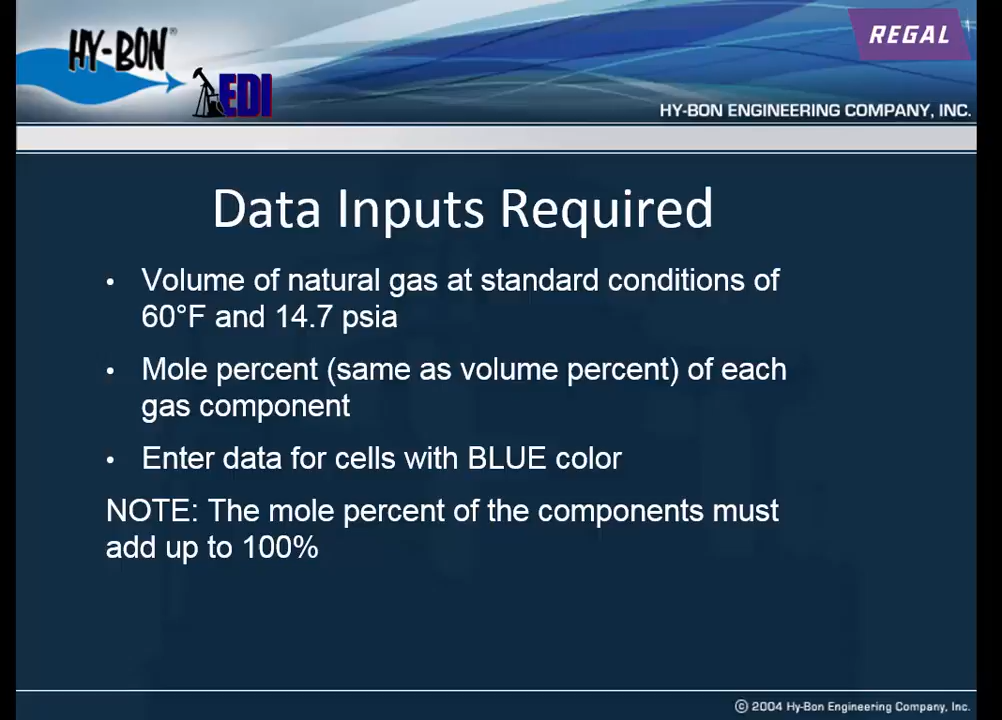 HY-BON®
EDI
REGAL
HY-BON ENGINEERING COMPANY, INC.
Data Inputs Required
• Volume of natural gas at standard conditions of
60°F and 14.7 psia
• Mole percent (same as volume percent) of each
gas component
• Enter data for cells with BLUE color
NOTE: The mole percent of the components must
add up to 100%
© 2004 Hy-Bon Engineering Company, Inc.